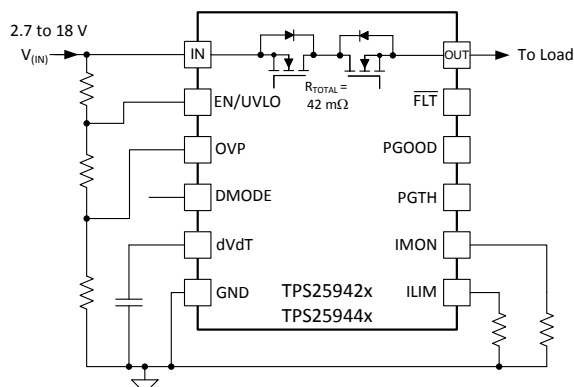 2.7 to 18 V
V(IN)
IN
OUT
To Load
RTOTAL =
42 mΩ
EN/UVLO
FLT
OVP
PGOOD
DMODE
PGTH
dVdT
IMON
GND
ILIM
TPS25942x
TPS25944x